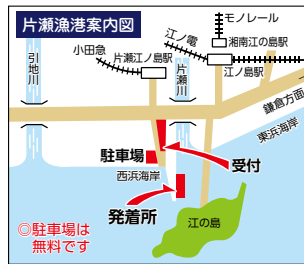 片瀬漁港案内図
モノレール
江ノ電
湘南江の島駅
小田急
片瀬江ノ島駅
江ノ島駅
引地川
片瀬川
鎌倉方面
東浜海岸
駐車場
受付
西浜海岸
発着所
江の島
◎駐車場は
無料です